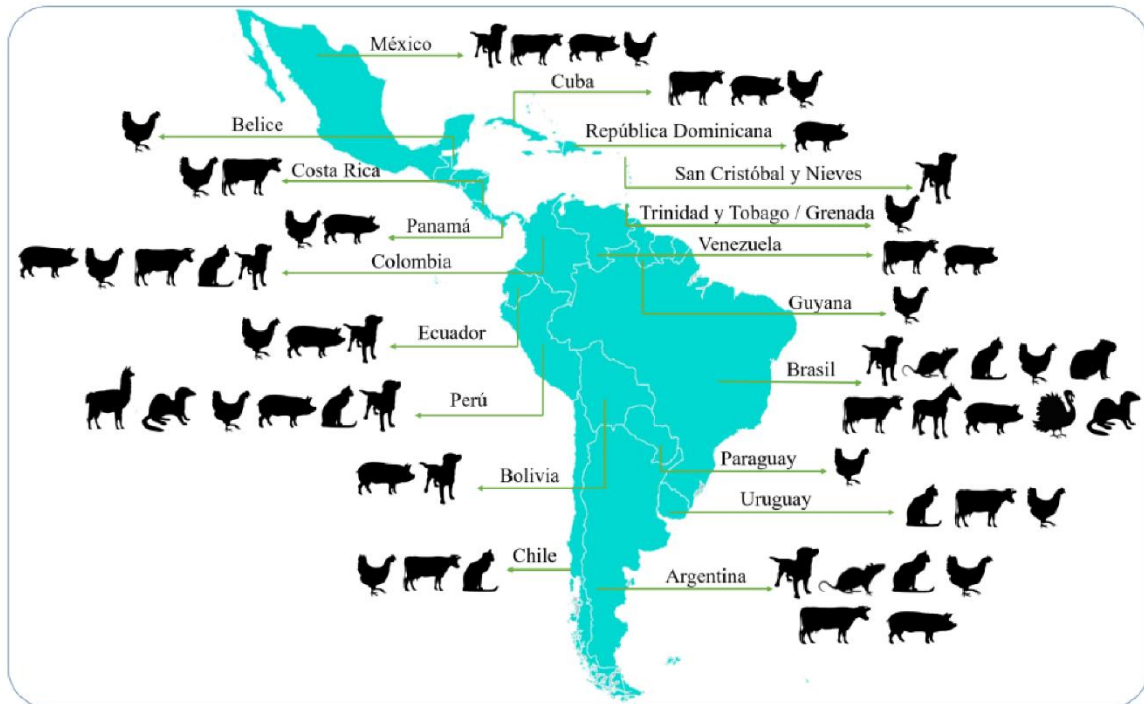 México
Cuba
Belice
República Dominicana
Costa Rica
San Cristóbal y Nieves
Panamá
Trinidad y Tobago / Grenada
Venezuela
Colombia
Guyana
Ecuador
Brasil
Perú
Paraguay
Bolivia
Uruguay
Chile
Argentina